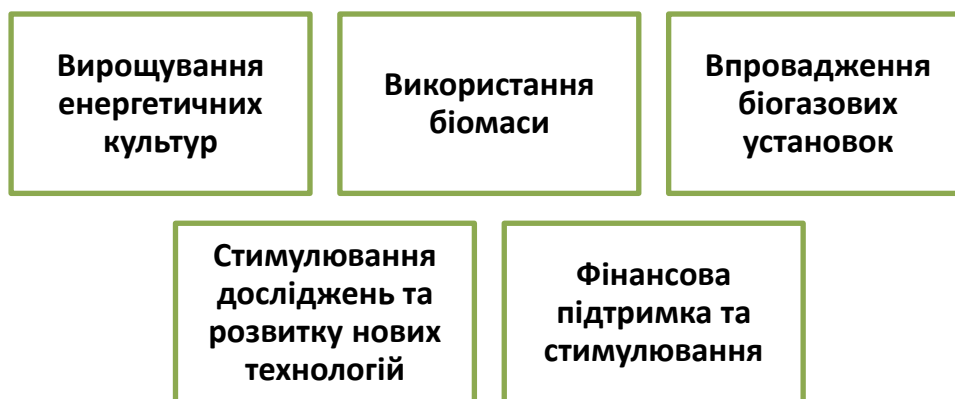 Вирощування
енергетичних
культур
Використання
біомаси
Впровадження
біогазових
установок
Стимулювання
досліджень та
розвитку нових
технологій
Фінансова
підтримка та
стимулювання